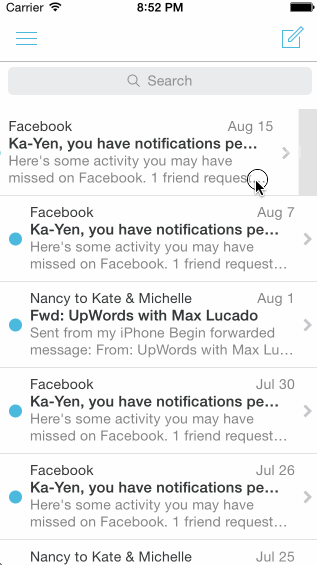 Carrier 8:52 PM
Search
Facebook Aug 15
Ka-Yen, you have notifications pe…
Here's some activity you may have
missed on Facebook. 1 friend reques…
Facebook Aug 7
Ka-Yen, you have notifications pe…
Here's some activity you may have
missed on Facebook. 1 friend request…
Nancy to Kate & Michelle Aug 1
Fwd: UpWords with Max Lucado
Sent from my iPhone Begin forwarded
message: From: UpWords with Max Lu…
Facebook Jul 30
Ka-Yen, you have notifications pe…
Here's some activity you may have
missed on Facebook. 1 friend request…
Facebook Jul 26
Ka-Yen, you have notifications pe…
Here's some activity you may have
missed on Facebook. 1 friend request…
Nancy to Kate & Michelle Jul 25